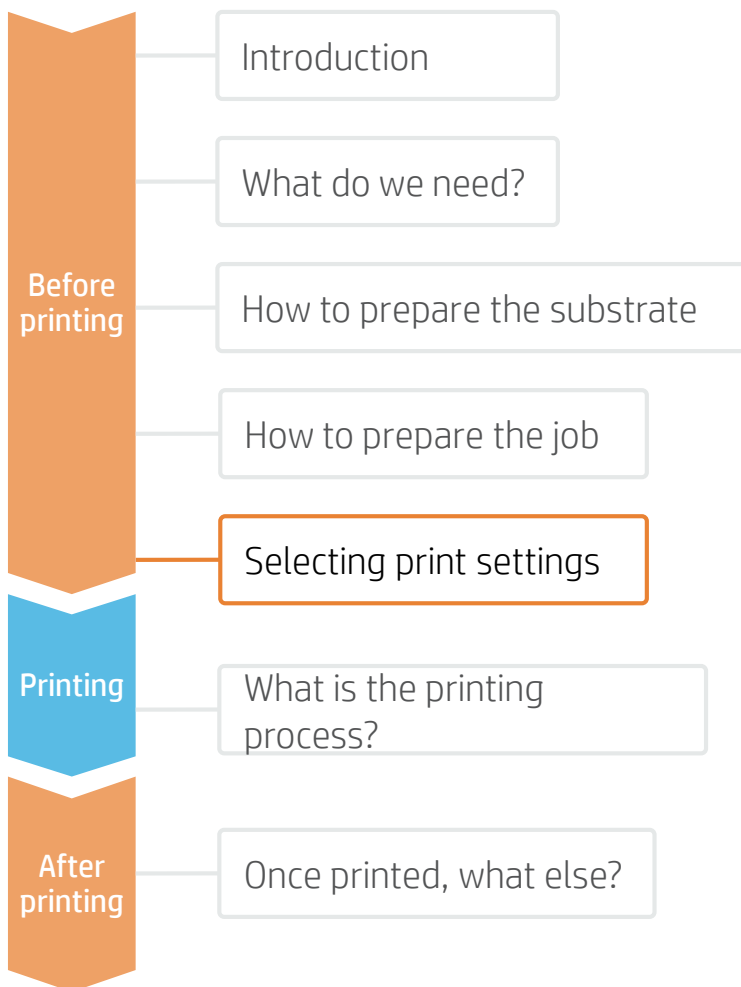 Introduction
What do we need?
Before
printing
How to prepare the substrate
How to prepare the job
Selecting print settings
Printing
What is the printing
process?
After
printing
Once printed, what else?